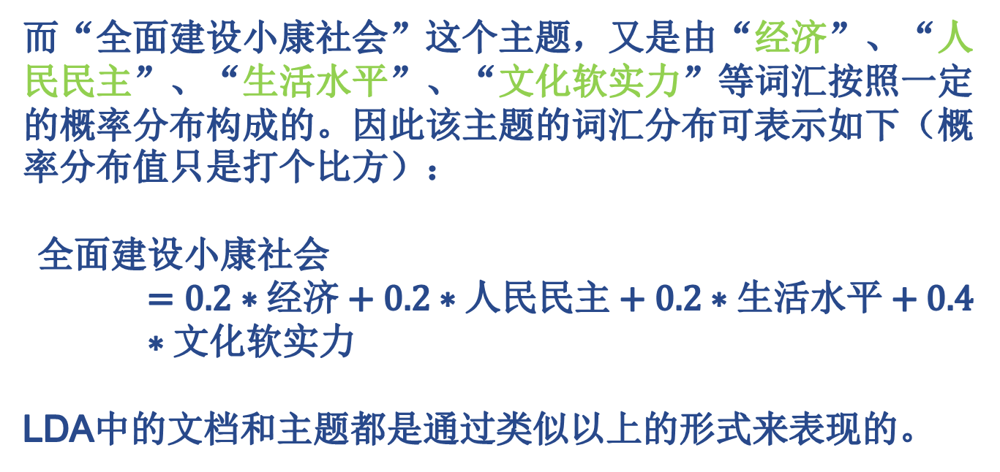 而“全面建设小康社会”这个主题，又是由“经济”、“人
民民主”、“生活水平”、“文化软实力”等词汇按照一定
的概率分布构成的。因此该主题的词汇分布可表示如下（概
率分布值只是打个比方）：
全面建设小康社会
= 0.2 * 经济 + 0.2 * 人民民主 + 0.2 * 生活水平 + 0.4
* 文化软实力
LDA中的文档和主题都是通过类似以上的形式来表现的。